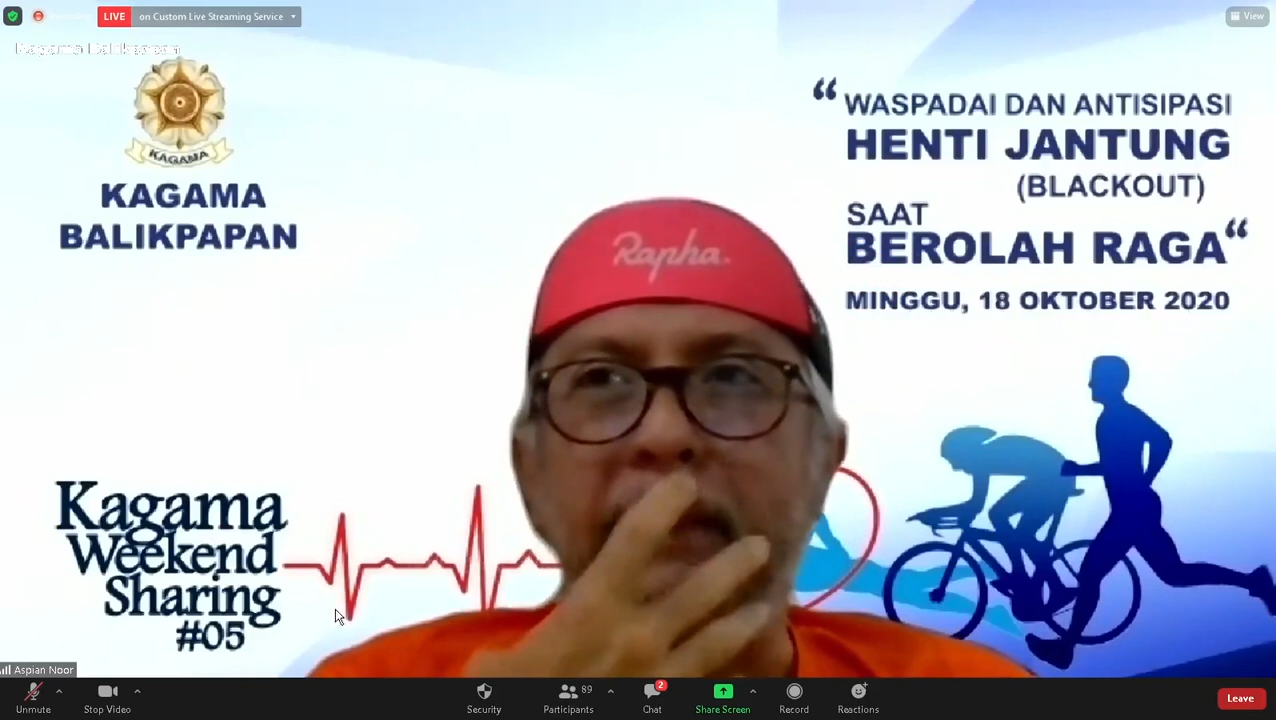 LIVE on Custom Live Streaming Service
View
Kagama Balikpapan
KAGAMA
KAGAMA
BALIKPAPAN
“WASPADAI DAN ANTISIPASI
HENTI JANTUNG
(BLACKOUT)
SAAT
BEROLAH RAGA“
MINGGU, 18 OKTOBER 2020
Rapha.
Kagama
Weekend
Sharing
#05
Aspian Noor
Unmute
Stop Video
Security
Participants 89
Chat 2
Share Screen
Record
Reactions
Leave